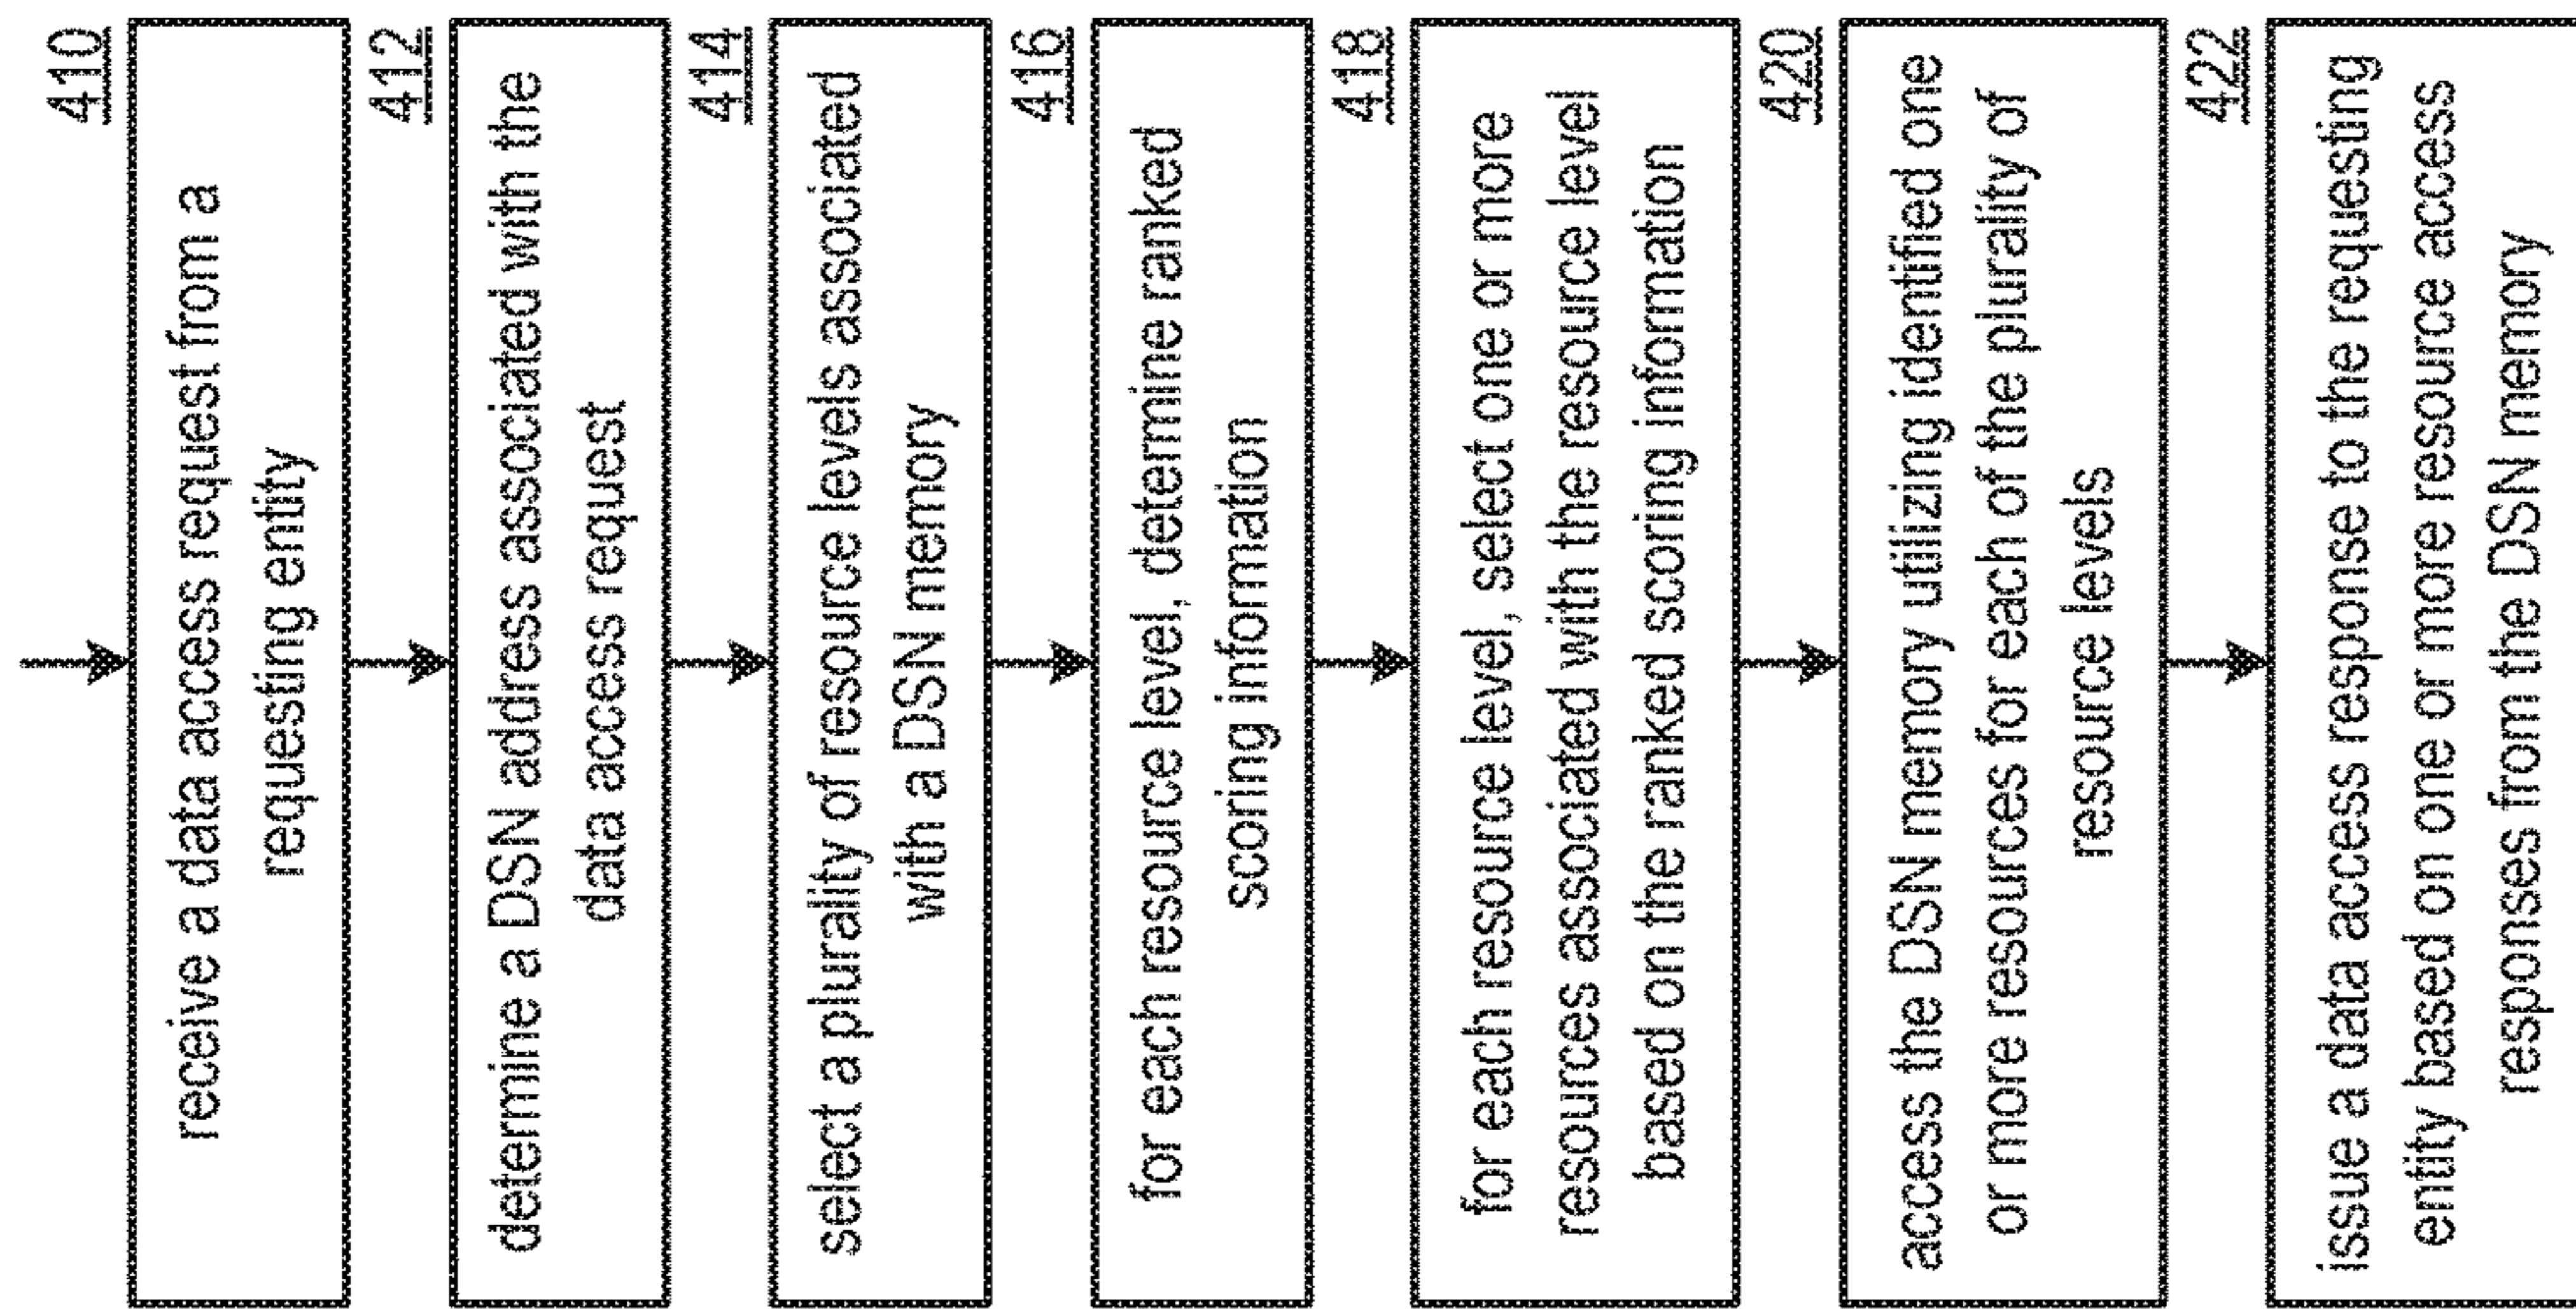 410
receive a data access request from a
requesting entity
412
determine a DSN address associated with the
data access request
414
select a plurality of resource levels associated
with a DSN memory
416
for each resource level, determine ranked
scoring information
418
for each resource level, select one or more
resources associated with the resource level
based on the ranked scoring information
420
access the DSN memory utilizing identified one
or more resources for each of the plurality of
resource levels
422
issue a data access response to the requesting
entity based on one or more resource access
responses from the DSN memory